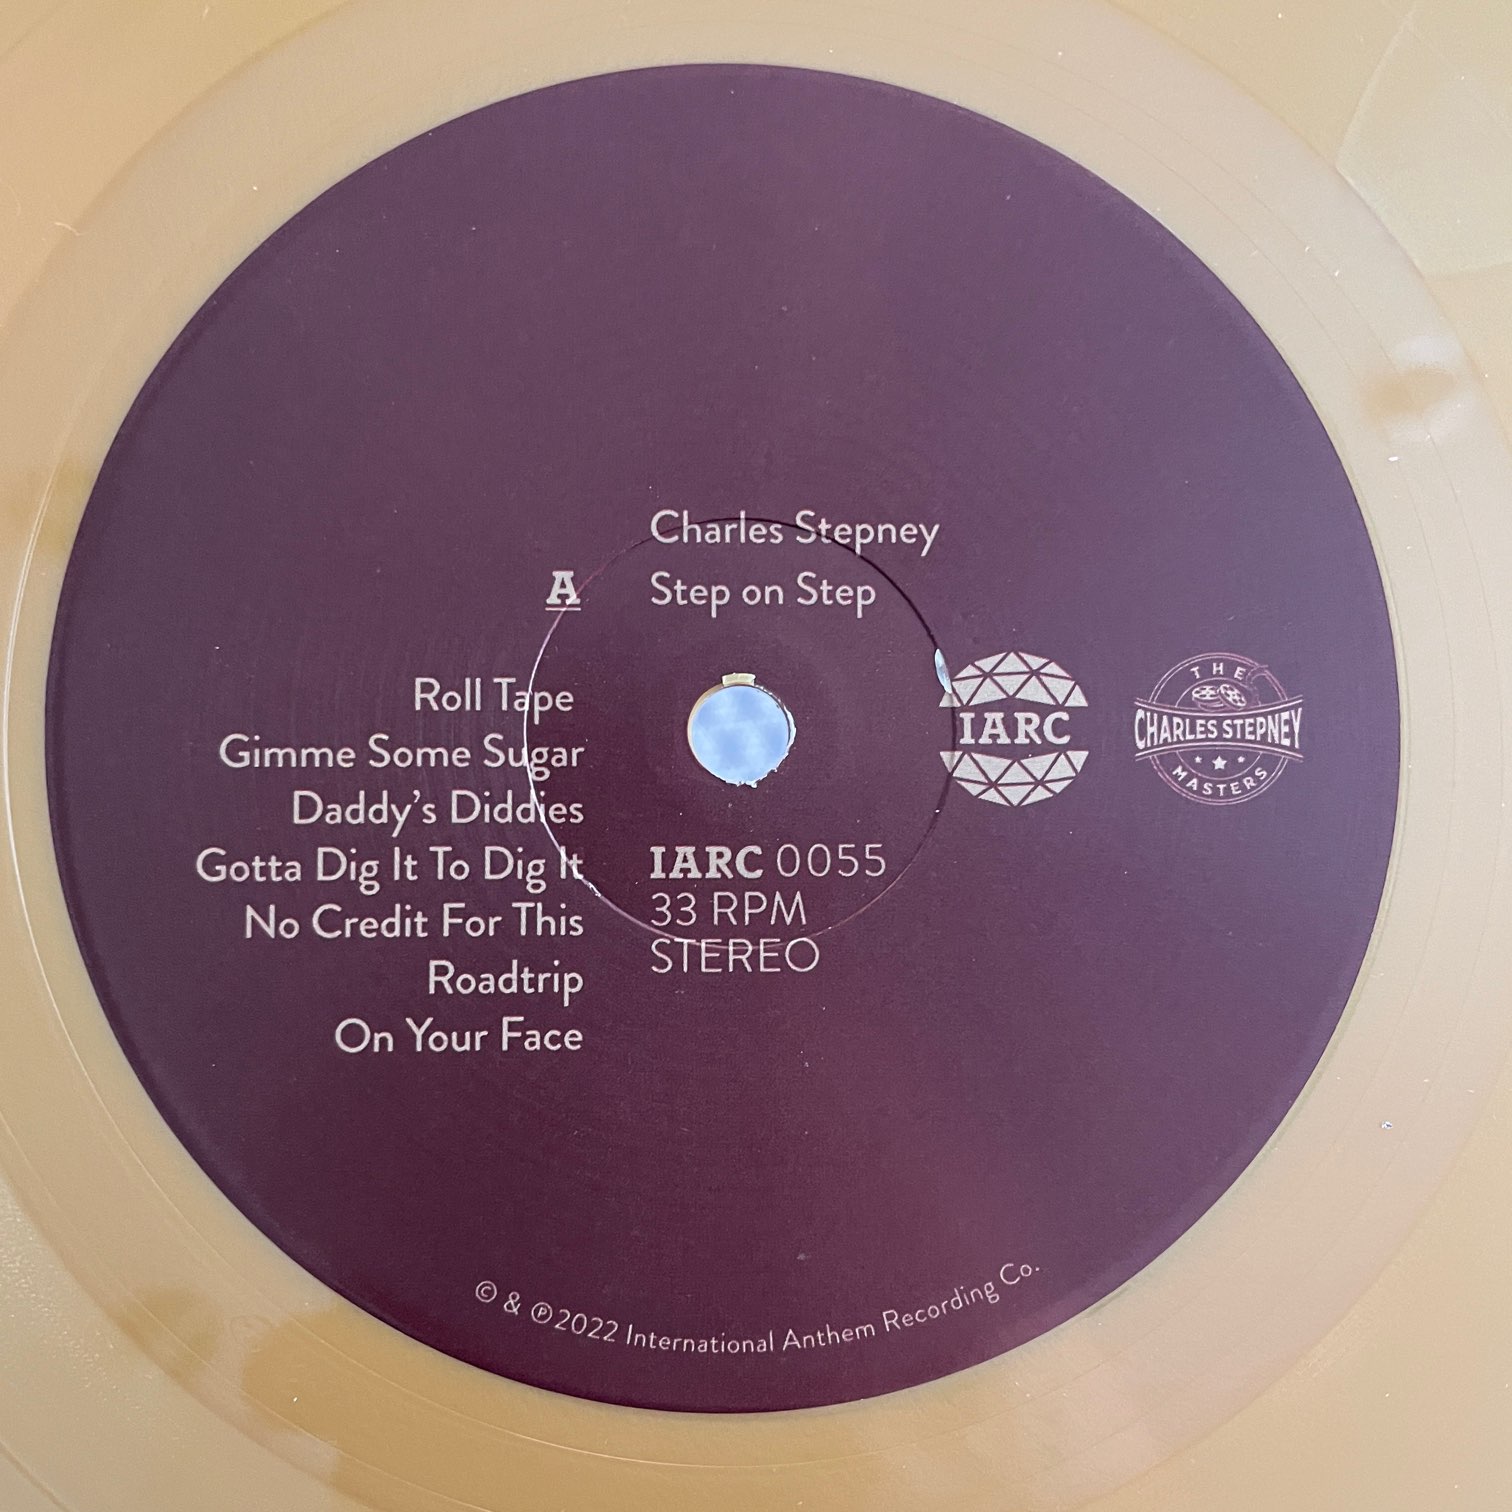 Charles Stepney
A
Step on Step
Roll Tape
Gimme Some Sugar
Daddy's Diddies
Gotta Dig It To Dig It
No Credit For This
Roadtrip
On Your Face
IARC
THE
CHARLES STEPNEY
MASTERS
IARC 0055
33 RPM
STEREO
© & ℗2022 International Anthem Recording Co.